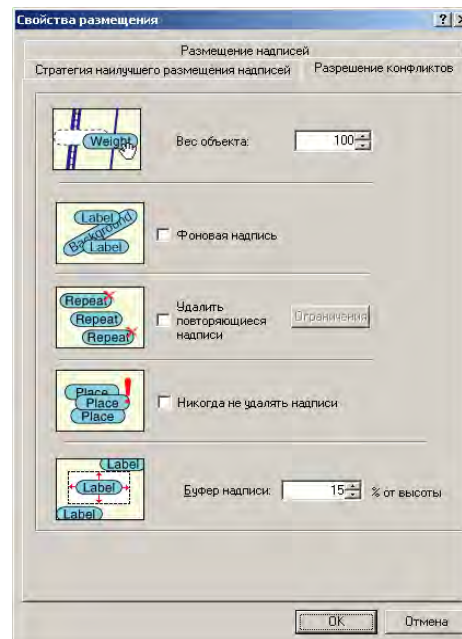 Свойства размещения
Размещение надписей
Стратегия наилучшего размещения надписей
Разрешение конфликтов
Weight
Вес объекта:
100
Label
Background
Label
Фоновая надпись
Repeat
Repeat
Repeat
Удалить
повторяющиеся
надписи
Ограничения
Place
Place
Place
Никогда не удалять надписи
Label
Label
Label
Буфер надписи:
15
% от высоты
OK
Отмена